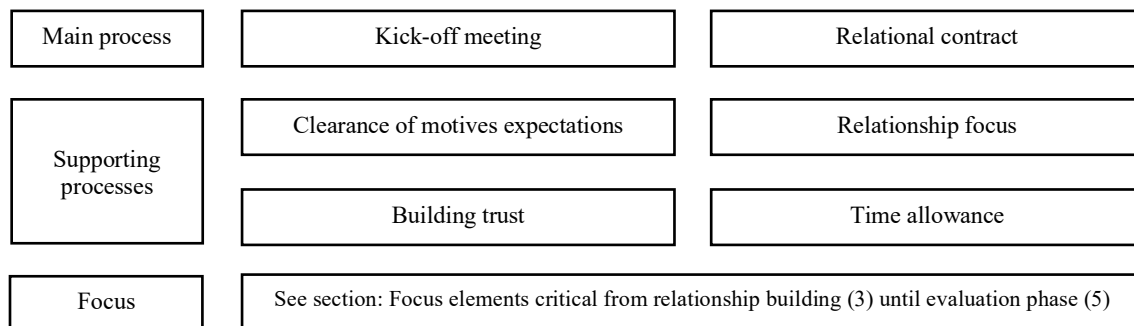 Main process
Kick-off meeting
Relational contract
Supporting
processes
Clearance of motives expectations
Relationship focus
Building trust
Time allowance
Focus
See section: Focus elements critical from relationship building (3) until evaluation phase (5)